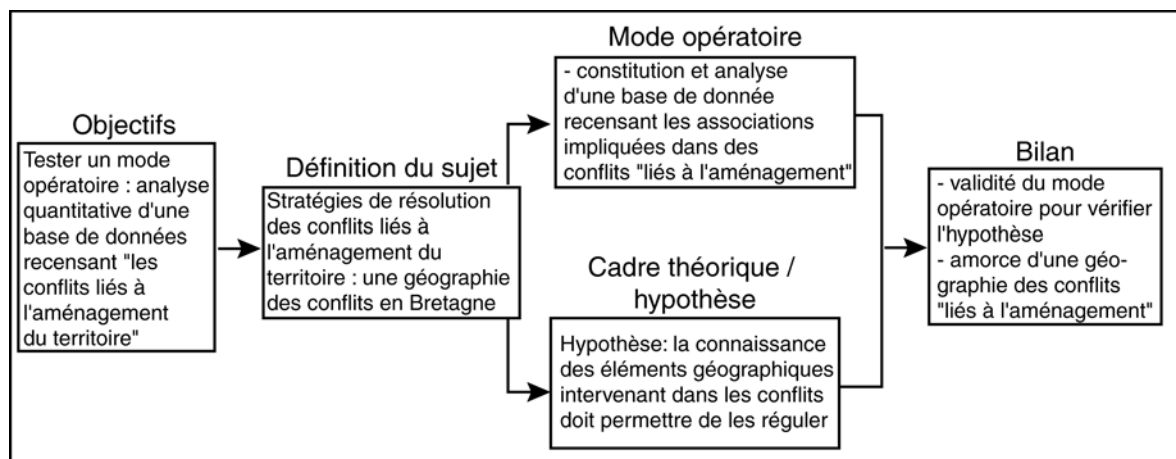 Objectifs
Tester un mode
opératoire : analyse
quantitative d'une
base de données
recensant "les
conflits liés à
l'aménagement
du territoire"
Définition du sujet
Stratégies de résolution
des conflits liés à
l'aménagement du
territoire : une géographie
des conflits en Bretagne
Mode opératoire
- constitution et analyse
d'une base de donnée
recensant les associations
impliquées dans des
conflits "liés à l'aménagement"
Cadre théorique /
hypothèse
Hypothèse: la connaissance
des éléments géographiques
intervenant dans les conflits
doit permettre de les réguler
Bilan
- validité du mode
opératoire pour vérifier
l'hypothèse
- amorce d'une géo-
graphie des conflits
"liés à l'aménagement"